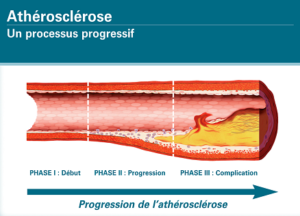 Athérosclérose
Un processus progressif
PHASE I : Début
PHASE II : Progression
PHASE III : Complication
Progression de l'athérosclérose